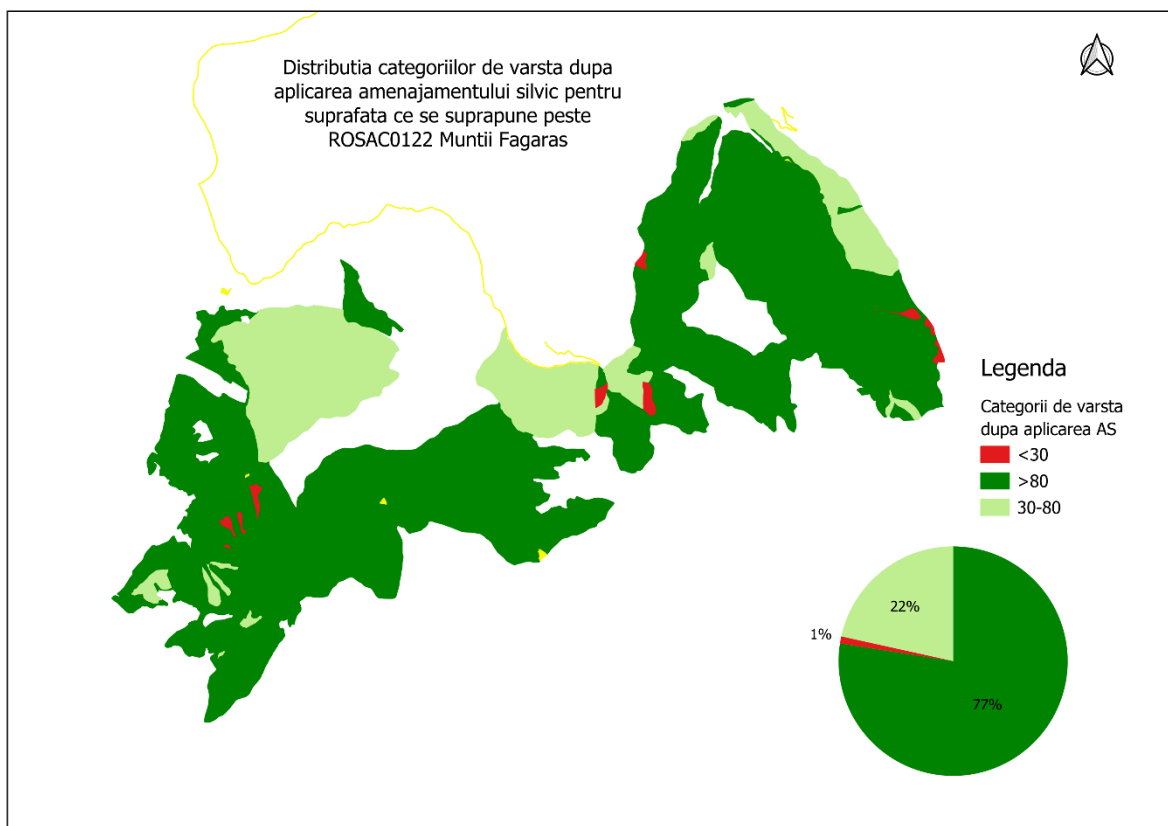 Distributia categoriilor de varsta dupa
aplicarea amenajamentului silvic pentru
suprafata ce se suprapune peste
ROSAC0122 Muntii Fagaras
Legenda
Categorii de varsta
dupa aplicarea AS
<30
>80
30-80
22%
1%
77%